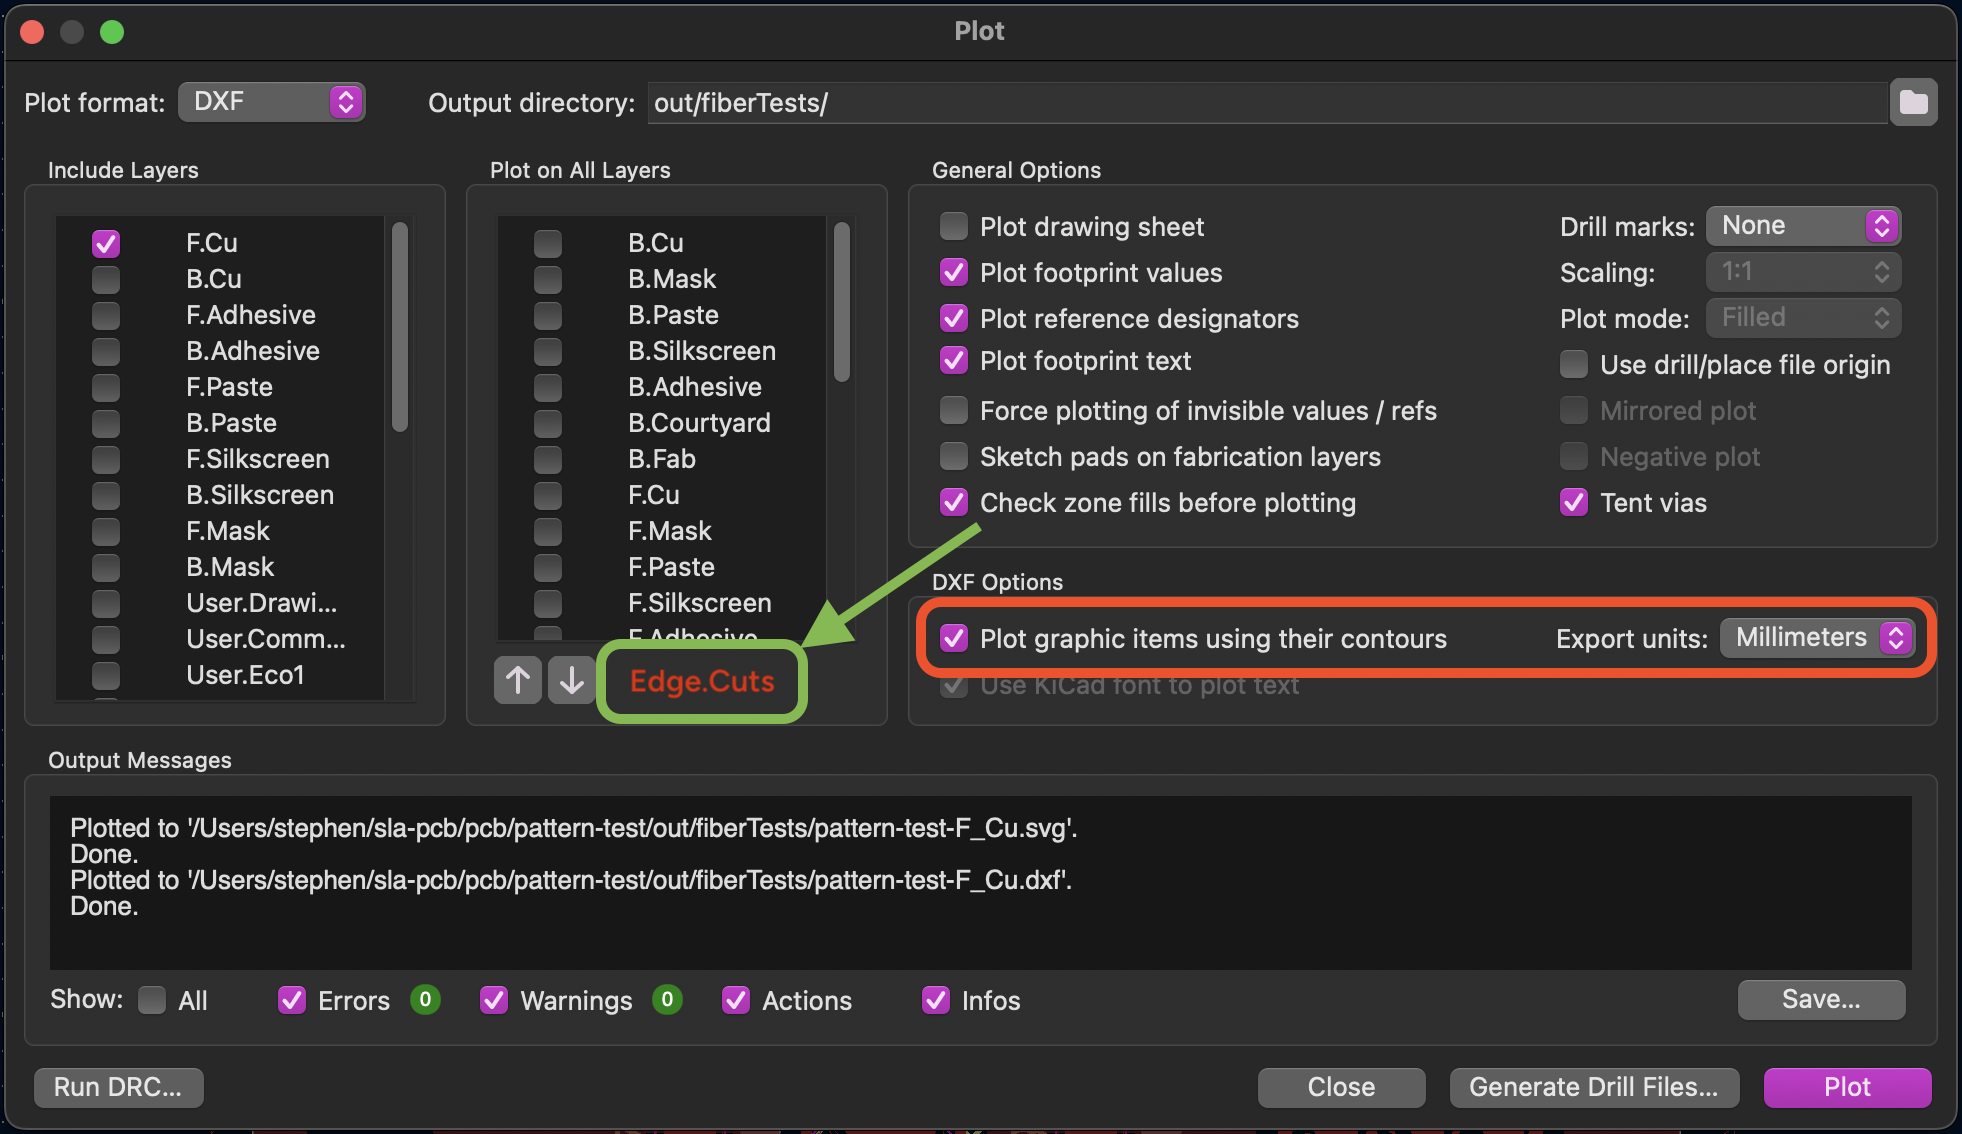 Plot
Plot format: DXF
Output directory: out/fiberTests/
Include Layers
F.Cu
B.Cu
F.Adhesive
B.Adhesive
F.Paste
B.Paste
F.Silkscreen
B.Silkscreen
F.Mask
B.Mask
User.Drawi...
User.Comm...
User.Eco1
Plot on All Layers
B.Cu
B.Mask
B.Paste
B.Silkscreen
B.Adhesive
B.Courtyard
B.Fab
F.Cu
F.Mask
F.Paste
F.Silkscreen
F.Adhesive
Edge.Cuts
General Options
Plot drawing sheet
Plot footprint values
Plot reference designators
Plot footprint text
Force plotting of invisible values / refs
Sketch pads on fabrication layers
Check zone fills before plotting
Drill marks: None
Scaling: 1:1
Plot mode: Filled
Use drill/place file origin
Mirrored plot
Negative plot
Tent vias
DXF Options
Plot graphic items using their contours
Export units: Millimeters
Use KiCad font to plot text
Output Messages
Plotted to '/Users/stephen/sla-pcb/pcb/pattern-test/out/fiberTests/pattern-test-F_Cu.svg'.
Done.
Plotted to '/Users/stephen/sla-pcb/pcb/pattern-test/out/fiberTests/pattern-test-F_Cu.dxf'.
Done.
Show: All Errors 0 Warnings 0 Actions Infos
Save...
Run DRC...
Close
Generate Drill Files...
Plot